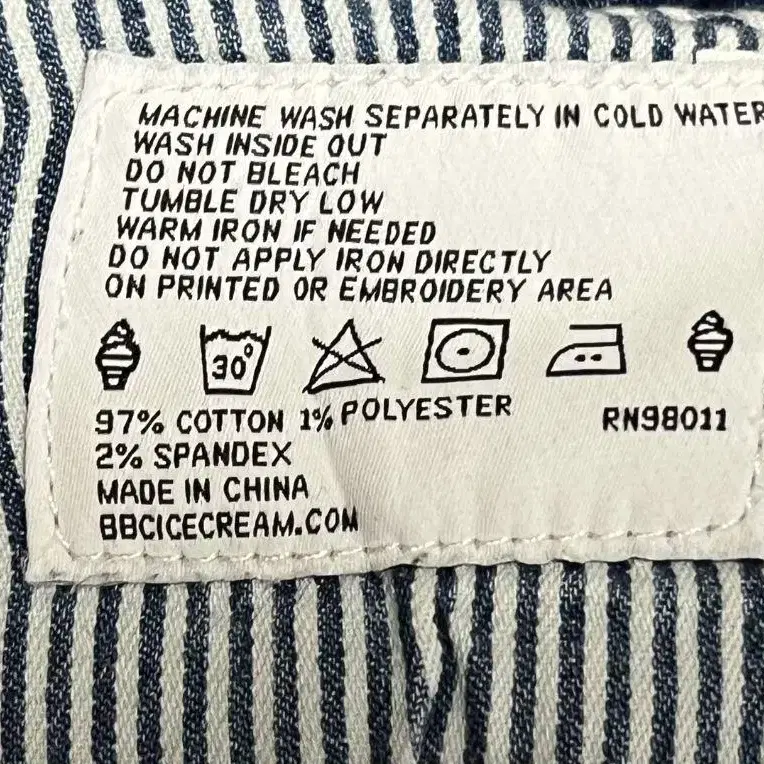 MACHINE WASH SEPARATELY IN COLD WATER
WASH INSIDE OUT
DO NOT BLEACH
TUMBLE DRY LOW
WARM IRON IF NEEDED
DO NOT APPLY IRON DIRECTLY
ON PRINTED OR EMBROIDERY AREA
30°
97% COTTON 1% POLYESTER RN98011
2% SPANDEX
MADE IN CHINA
BBCICECREAM.COM